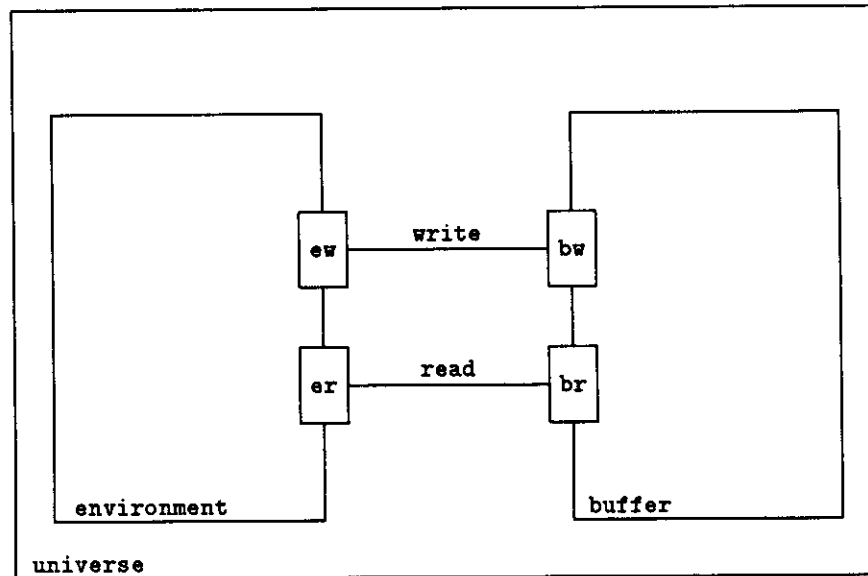 write
ew
bw
read
er
br
environment
buffer
universe